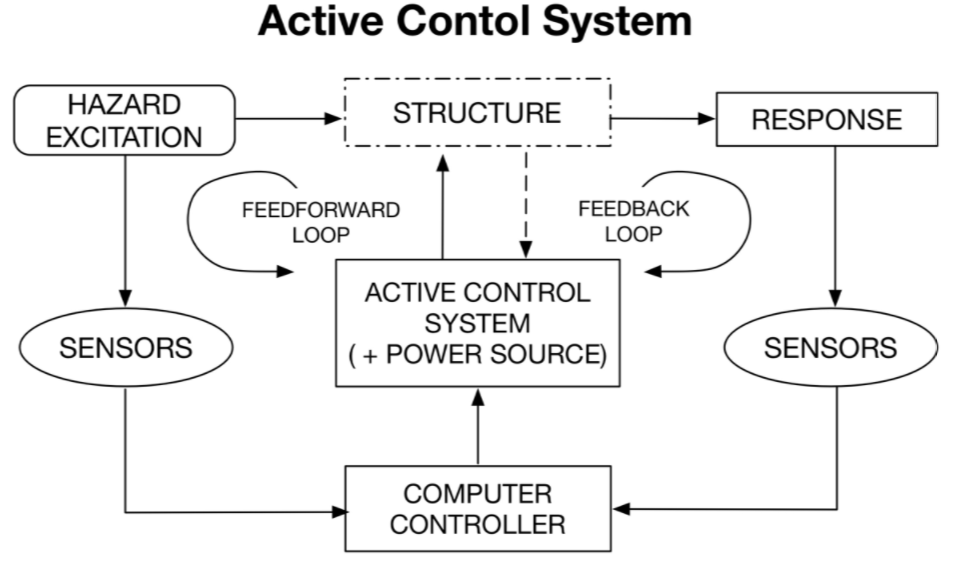 Active Contol System
HAZARD
EXCITATION
STRUCTURE
RESPONSE
FEEDFORWARD
LOOP
FEEDBACK
LOOP
ACTIVE CONTROL
SYSTEM
( + POWER SOURCE)
SENSORS
SENSORS
COMPUTER
CONTROLLER